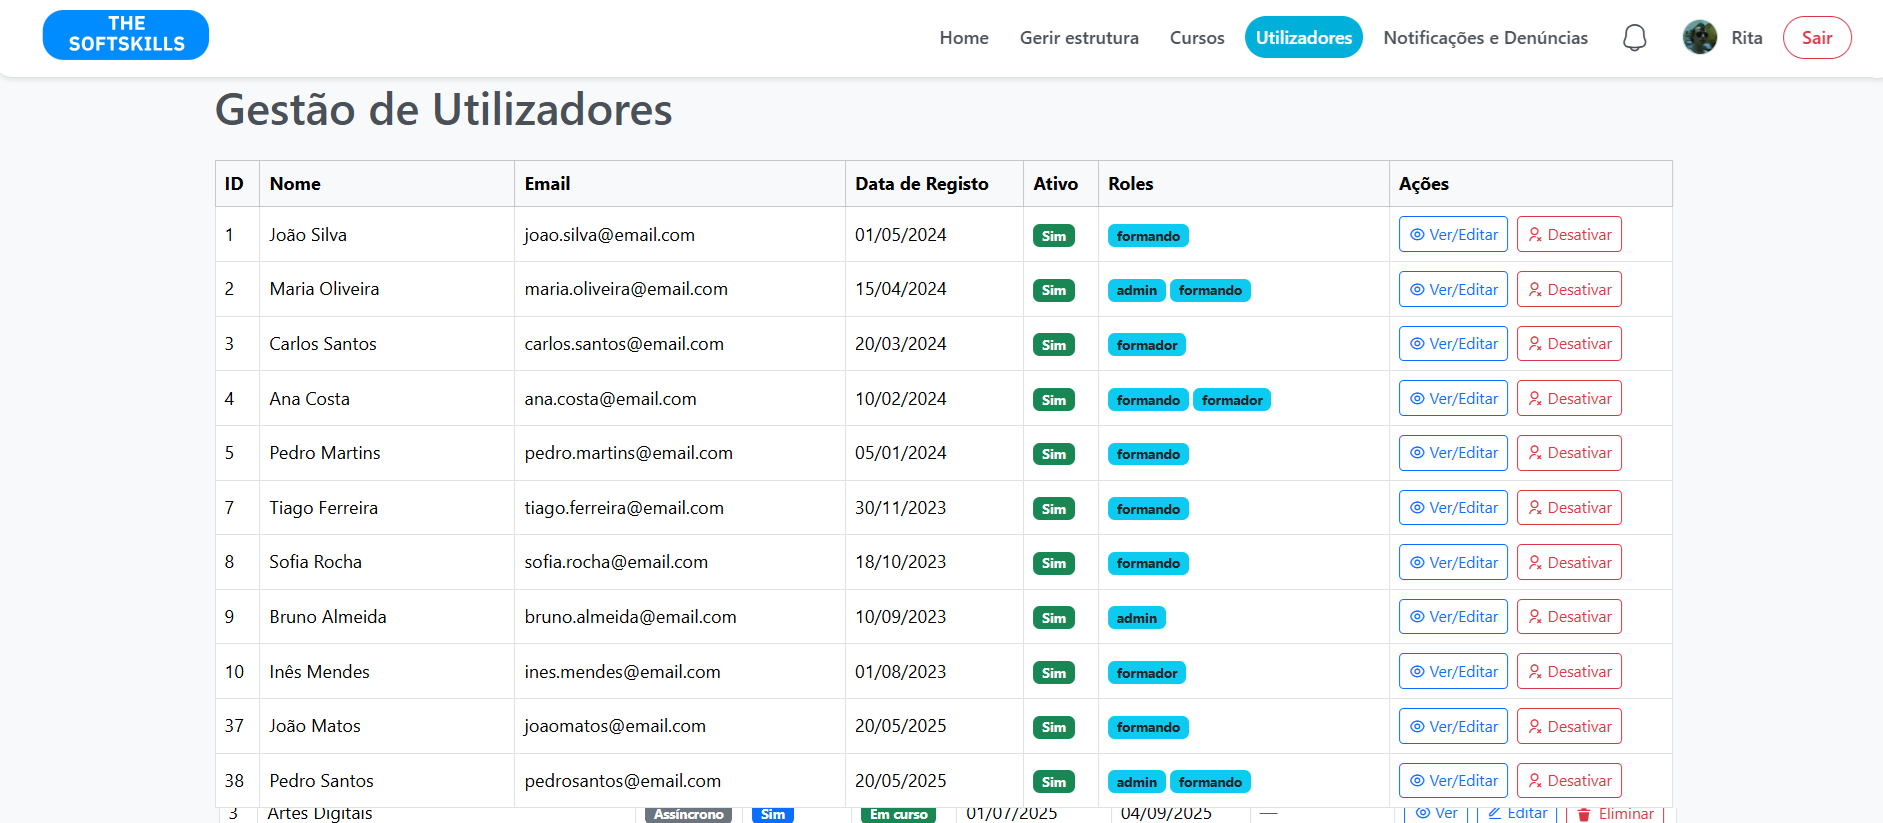 THE
SOFTSKILLS
Home Gerir estrutura Cursos Utilizadores Notificações e Denúncias Rita Sair
Gestão de Utilizadores
ID Nome Email Data de Registo Ativo Roles Ações
1 João Silva joao.silva@email.com 01/05/2024 Sim formando Ver/Editar Desativar
2 Maria Oliveira maria.oliveira@email.com 15/04/2024 Sim admin formando Ver/Editar Desativar
3 Carlos Santos carlos.santos@email.com 20/03/2024 Sim formador Ver/Editar Desativar
4 Ana Costa ana.costa@email.com 10/02/2024 Sim formando formador Ver/Editar Desativar
5 Pedro Martins pedro.martins@email.com 05/01/2024 Sim formando Ver/Editar Desativar
7 Tiago Ferreira tiago.ferreira@email.com 30/11/2023 Sim formando Ver/Editar Desativar
8 Sofia Rocha sofia.rocha@email.com 18/10/2023 Sim formando Ver/Editar Desativar
9 Bruno Almeida bruno.almeida@email.com 10/09/2023 Sim admin Ver/Editar Desativar
10 Inês Mendes ines.mendes@email.com 01/08/2023 Sim formador Ver/Editar Desativar
37 João Matos joaomatos@email.com 20/05/2025 Sim formando Ver/Editar Desativar
38 Pedro Santos pedrosantos@email.com 20/05/2025 Sim admin formando Ver/Editar Desativar
3 Artes Digitais Assíncrono Sim Em curso 01/07/2025 04/09/2025 — Ver Editar Eliminar